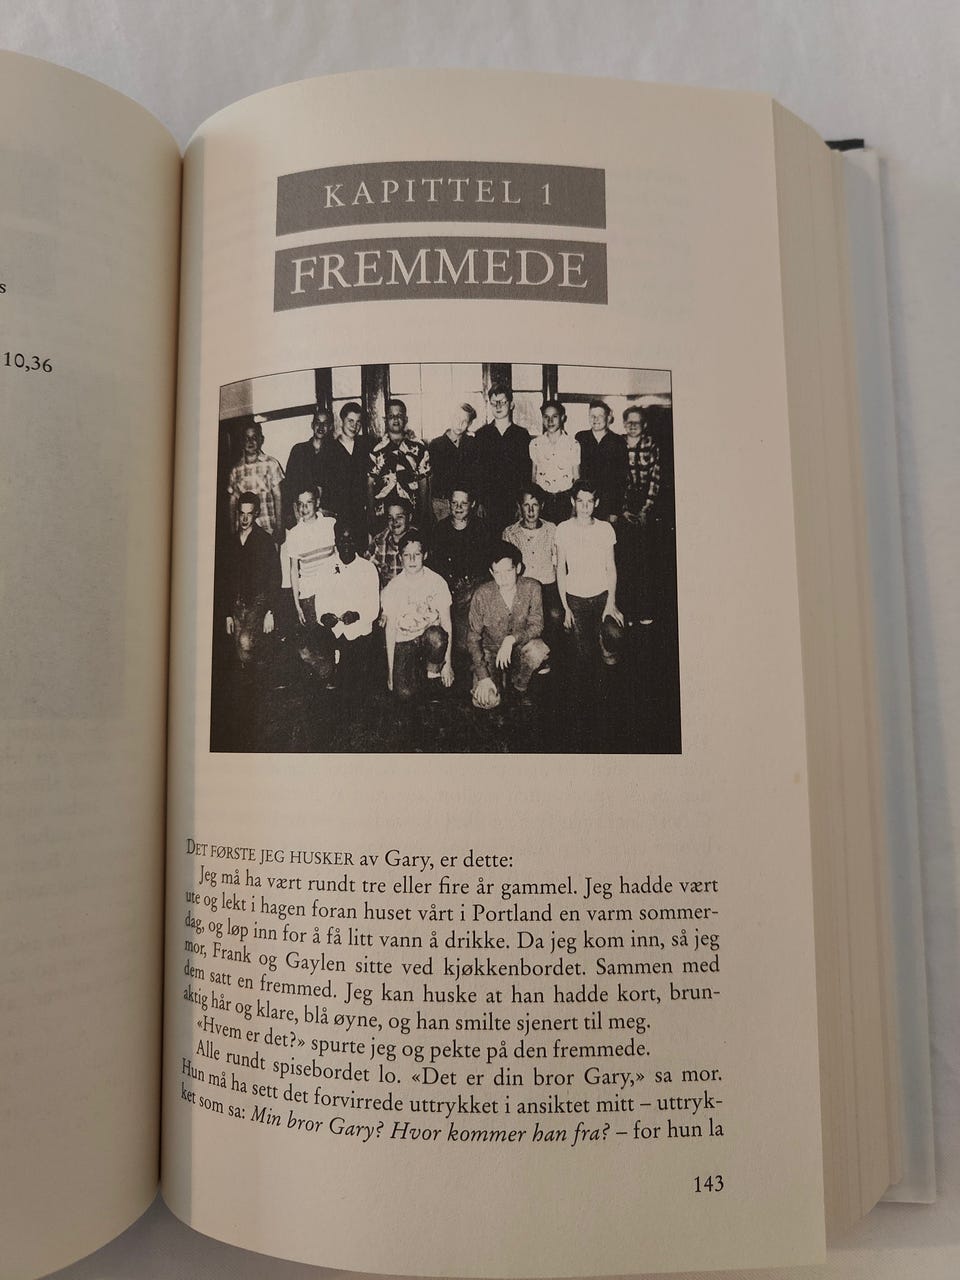 s
10,36
KAPITTEL 1
FREMMEDE
DET FØRSTE JEG HUSKER av Gary, er dette:
Jeg må ha vært rundt tre eller fire år gammel. Jeg hadde vært
ute og lekt i hagen foran huset vårt i Portland en varm sommer-
dag, og løp inn for å få litt vann å drikke. Da jeg kom inn, så jeg
mor, Frank og Gaylen sitte ved kjøkkenbordet. Sammen med
dem satt en fremmed. Jeg kan huske at han hadde kort, brun-
aktig hår og klare, blå øyne, og han smilte sjenert til meg.
«Hvem er det?» spurte jeg og pekte på den fremmede.
Alle rundt spisebordet lo. «Det er din bror Gary,» sa mor.
Hun må ha sett det forvirrede uttrykket i ansiktet mitt – uttryk-
ket som sa: Min bror Gary? Hvor kommer han fra? – for hun la
143